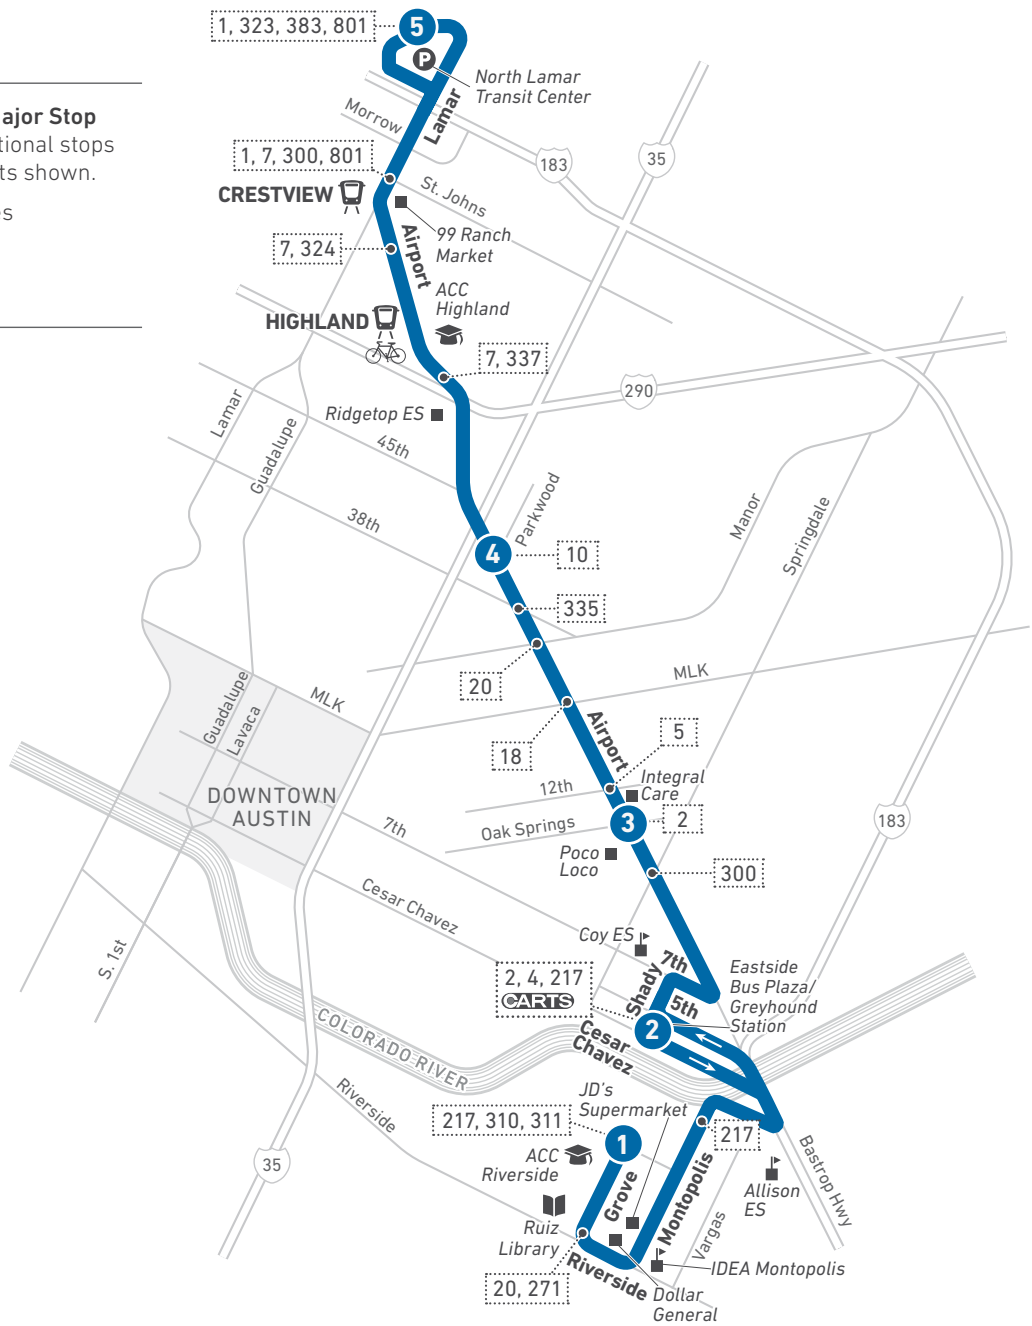 ajor Stop
tional stops
ts shown.
es
1, 323, 383, 801
5
P
North Lamar
Transit Center
Lamar
Morrow
1, 7, 300, 801
CRESTVIEW
St. Johns
183
35
99 Ranch
Market
7, 324
Airport
ACC
Highland
HIGHLAND
7, 337
290
Ridgetop ES
Lamar
Guadalupe
45th
38th
Parkwood
Manor
Springdale
4
10
335
20
MLK
MLK
Guadalupe
Lavaca
18
Airport
5
DOWNTOWN
AUSTIN
12th
Integral
Care
Oak Springs
3
2
183
7th
Poco
Loco
300
Cesar Chavez
Coy ES
7th
S. 1st
2, 4, 217
CARTS
Shady
5th
Eastside
Bus Plaza/
Greyhound
Station
2
Cesar
Chavez
COLORADO RIVER
Riverside
JD's
Supermarket
217, 310, 311
1
217
ACC
Riverside
35
Grove
Montopolis
Allison
ES
Bastrop Hwy
Vargas
Ruiz
Library
IDEA Montopolis
Riverside
20, 271
Dollar
General